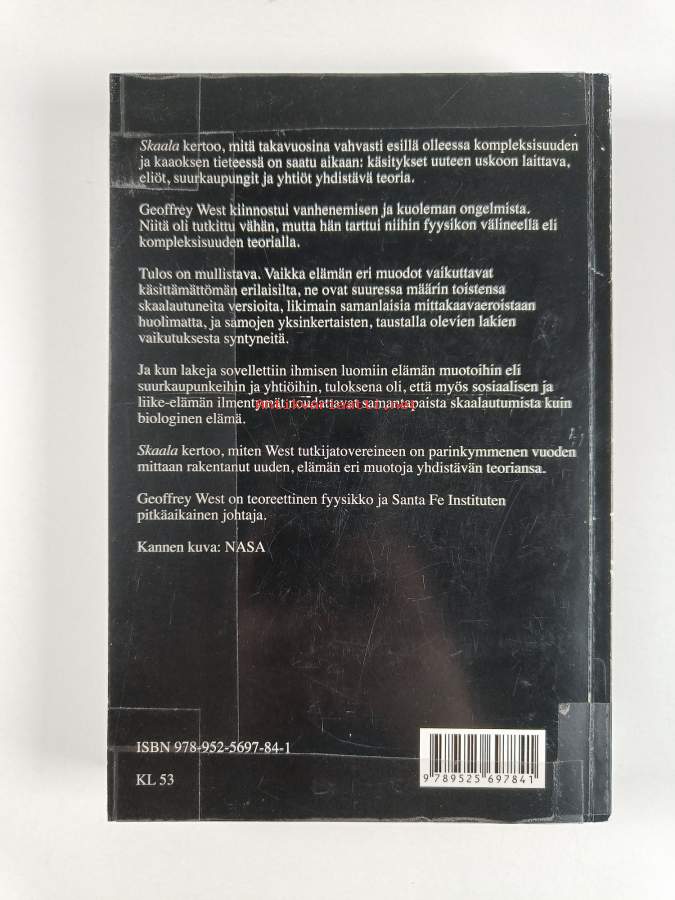 Skaala kertoo, mitä takavuosina vahvasti esillä olleessa kompleksisuuden
ja kaaoksen tieteessä on saatu aikaan: käsitykset uuteen uskoon laittava,
eliöt, suurkaupungit ja yhtiöt yhdistävä teoria.
Geoffrey West kiinnostui vanhenemisen ja kuoleman ongelmista.
Niitä oli tutkittu vähän, mutta hän tarttui niihin fyysikon välineellä eli
kompleksisuuden teorialla.
Tulos on mullistava. Vaikka elämän eri muodot vaikuttavat
käsittämättömän erilaisilta, ne ovat suuressa määrin toistensa
skaalautuneita versioita, likimain samanlaisia mittakaavaeroistaan
huolimatta, ja samojen yksinkertaisten, taustalla olevien lakien
vaikutuksesta syntyneitä.
Ja kun lakeja sovellettiin ihmisen luomiin elämän muotoihin eli
suurkaupunkeihin ja yhtiöihin, tuloksena oli, että myös sosiaalisen ja
liike-elämän ilmentymät noudattavat samantapaista skaalautumista kuin
biologinen elämä.
Skaala kertoo, miten West tutkijatovereineen on parinkymmenen vuoden
mittaan rakentanut uuden, elämän eri muotoja yhdistävän teoriansa.
Geoffrey West on teoreettinen fyysikko ja Santa Fe Instituten
pitkäaikainen johtaja.
Kannen kuva: NASA
ISBN 978-952-5697-84-1
KL 53
9 789525 697841